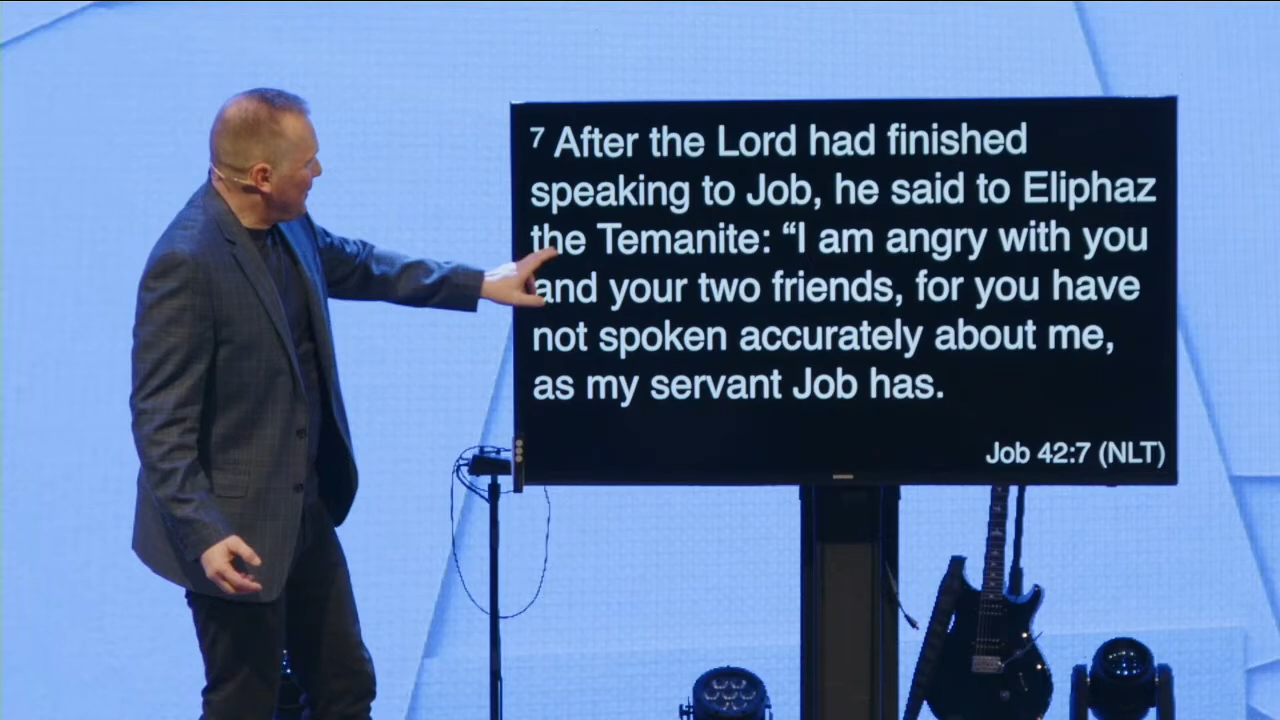 7 After the Lord had finished
speaking to Job, he said to Eliphaz
the Temanite: “I am angry with you
and your two friends, for you have
not spoken accurately about me,
as my servant Job has.
Job 42:7 (NLT)